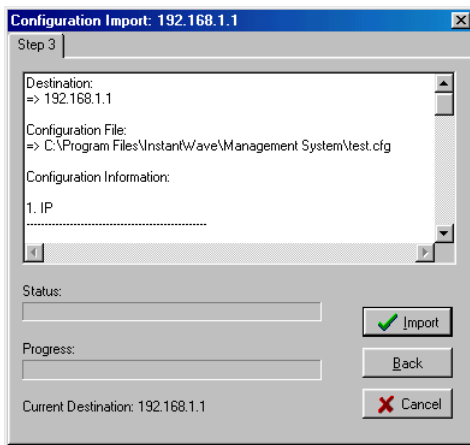 Configuration Import: 192.168.1.1
Step 3
Destination:
=> 192.168.1.1
Configuration File:
=> C:\Program Files\InstantWave\Management System\test.cfg
Configuration Information:
1. IP
--------------------------------------------------
Status:
Import
Progress:
Back
Current Destination: 192.168.1.1
Cancel